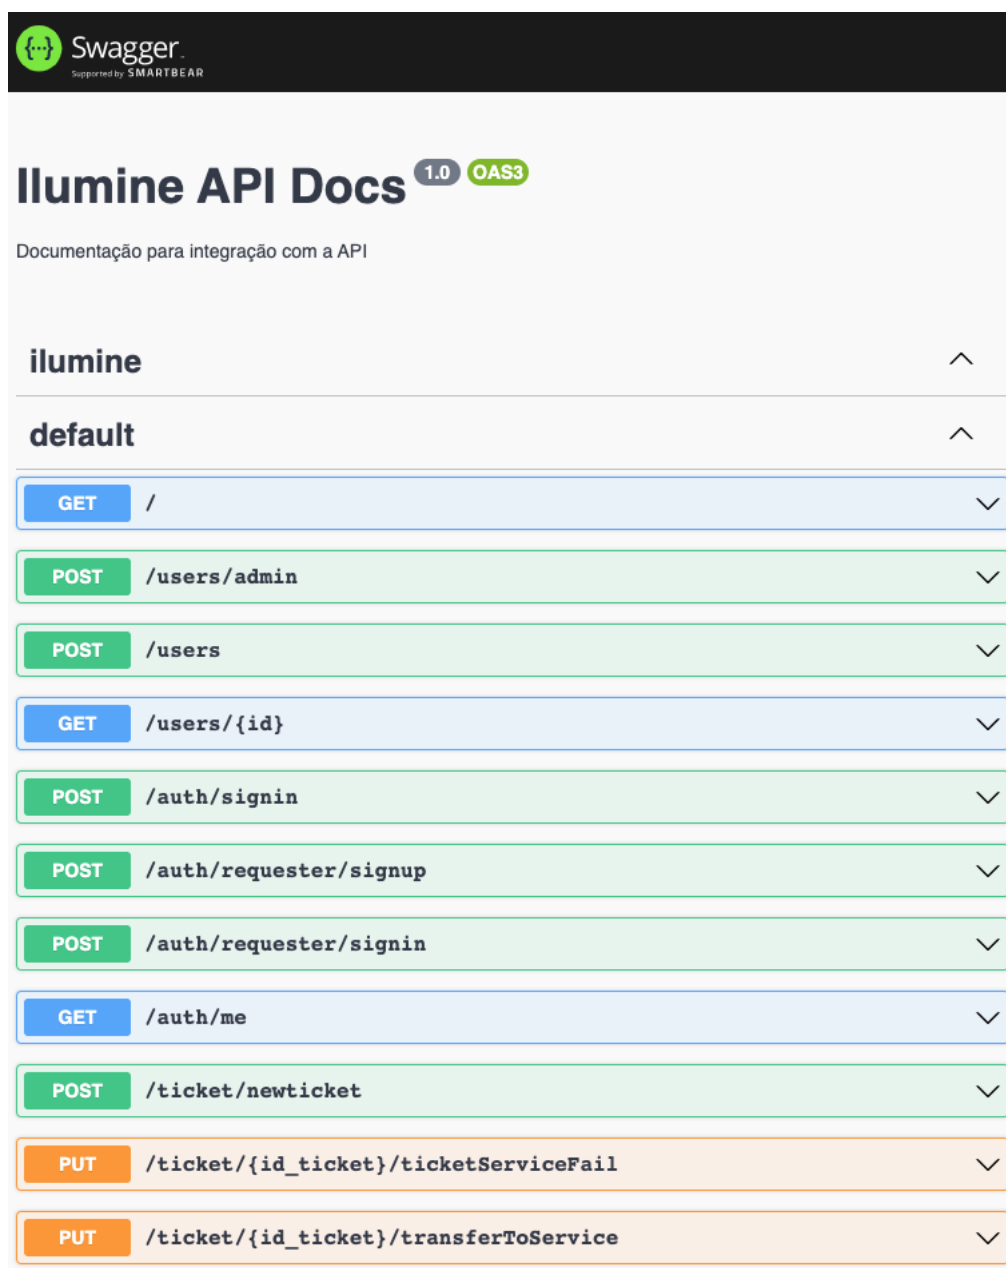 {···} Swagger.
Supported by SMARTBEAR
Ilumine API Docs 1.0 OAS3
Documentação para integração com a API
ilumine
default
GET /
POST /users/admin
POST /users
GET /users/{id}
POST /auth/signin
POST /auth/requester/signup
POST /auth/requester/signin
GET /auth/me
POST /ticket/newticket
PUT /ticket/{id_ticket}/ticketServiceFail
PUT /ticket/{id_ticket}/transferToService